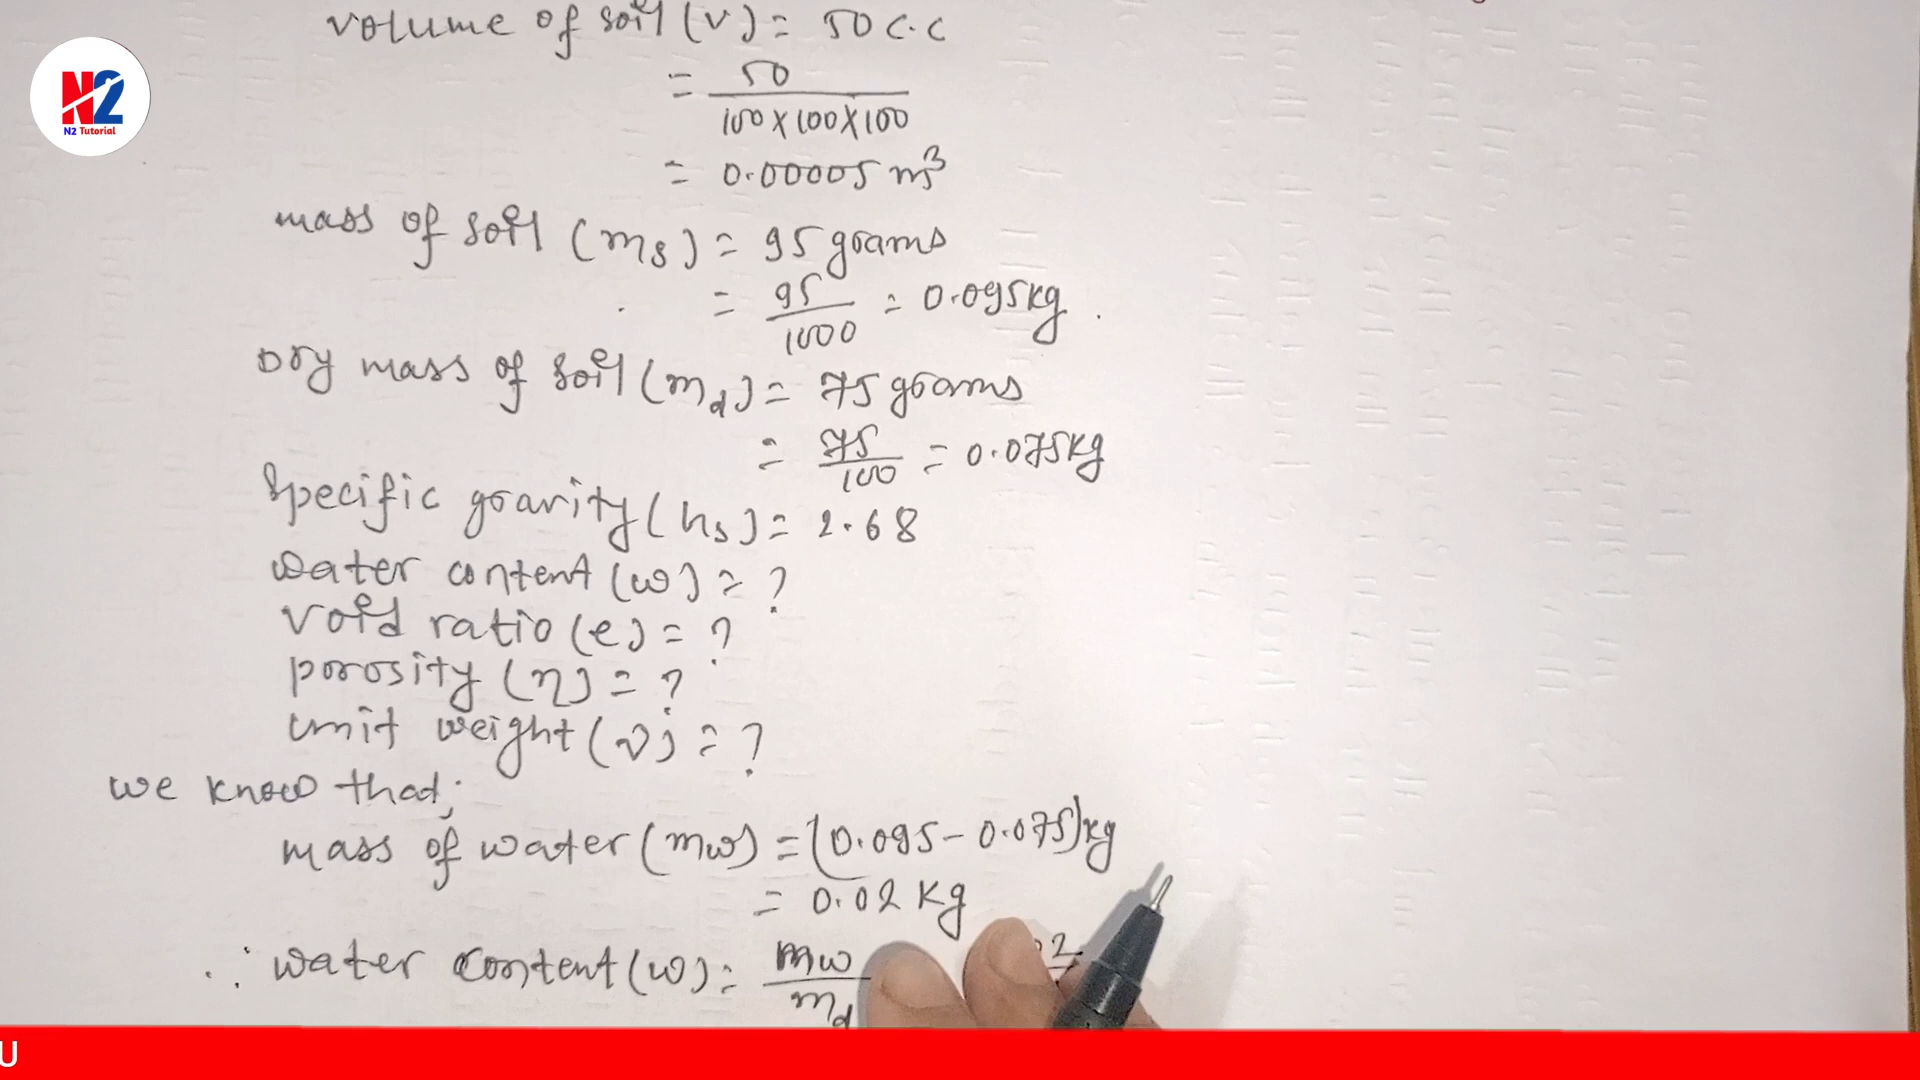 volume of soil (v) = 50 c.c
= 50 / 100 x 100 x 100
= 0.00005 m³
N2
N2 Tutorial
mass of soil (ms) = 95 grams
= 95 / 1000 = 0.095 kg.
Dry mass of soil (md) = 75 grams
= 75 / 100 = 0.075 kg
Specific gravity (hs) = 2.68
water content (w) = ?
void ratio (e) = ?
porosity (η) = ?
unit weight (γ) = ?
we know that;
mass of water (mw) = (0.095 - 0.075) kg
= 0.02 kg
∴ water content (w) = mw / md
U